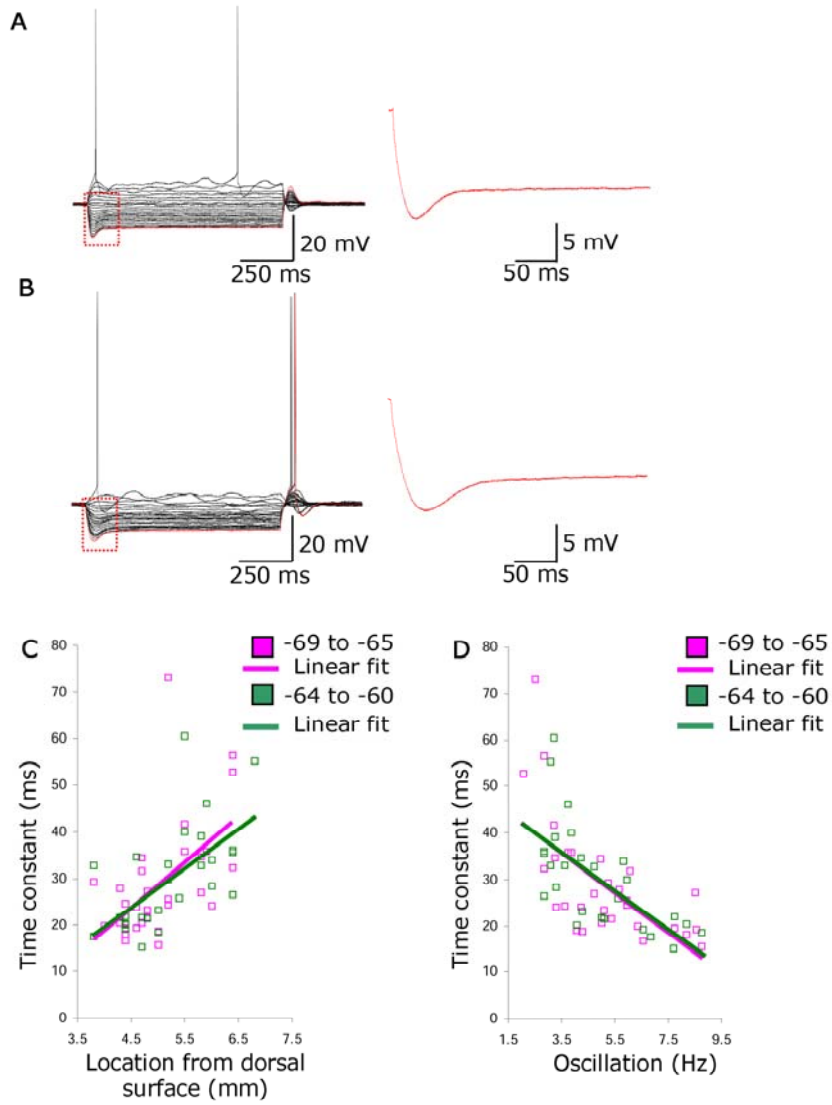 A
20 mV
250 ms
5 mV
50 ms
B
20 mV
250 ms
5 mV
50 ms
C
-69 to -65
Linear fit
-64 to -60
Linear fit
Time constant (ms)
80
70
60
50
40
30
20
10
0
3.5 4.5 5.5 6.5 7.5
Location from dorsal
surface (mm)
D
-69 to -65
Linear fit
-64 to -60
Linear fit
Time constant (ms)
80
70
60
50
40
30
20
10
0
1.5 3.5 5.5 7.5 9.5
Oscillation (Hz)